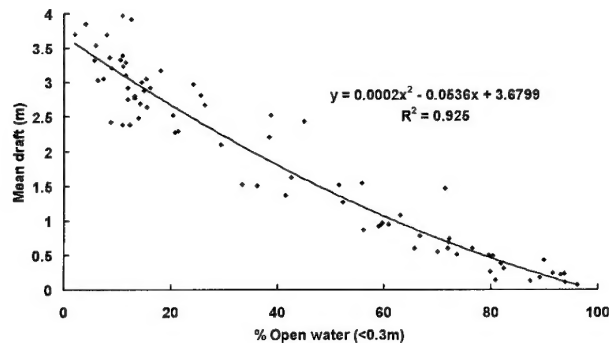 4
3.5
3
2.5
2
1.5
1
0.5
0
Mean draft (m)
y = 0.0002x² - 0.0536x + 3.6799
R² = 0.925
0 20 40 60 80 100
% Open water (<0.3m)